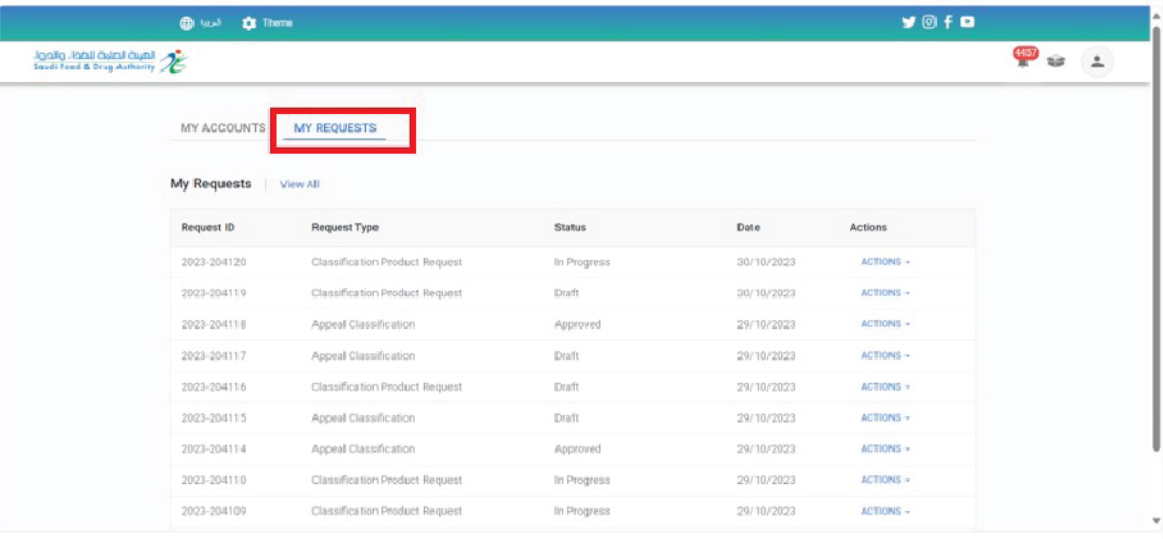 العربية Theme
الهيئة العامة للغذاء والدواء
Saudi Food & Drug Authority
4457
MY ACCOUNTS MY REQUESTS
My Requests | View All
Request ID Request Type Status Date Actions
2023-204120 Classification Product Request In Progress 30/10/2023 ACTIONS
2023-204119 Classification Product Request Draft 30/10/2023 ACTIONS
2023-204118 Appeal Classification Approved 29/10/2023 ACTIONS
2023-204117 Appeal Classification Draft 29/10/2023 ACTIONS
2023-204116 Classification Product Request Draft 29/10/2023 ACTIONS
2023-204115 Appeal Classification Draft 29/10/2023 ACTIONS
2023-204114 Appeal Classification Approved 29/10/2023 ACTIONS
2023-204110 Classification Product Request In Progress 29/10/2023 ACTIONS
2023-204109 Classification Product Request In Progress 29/10/2023 ACTIONS